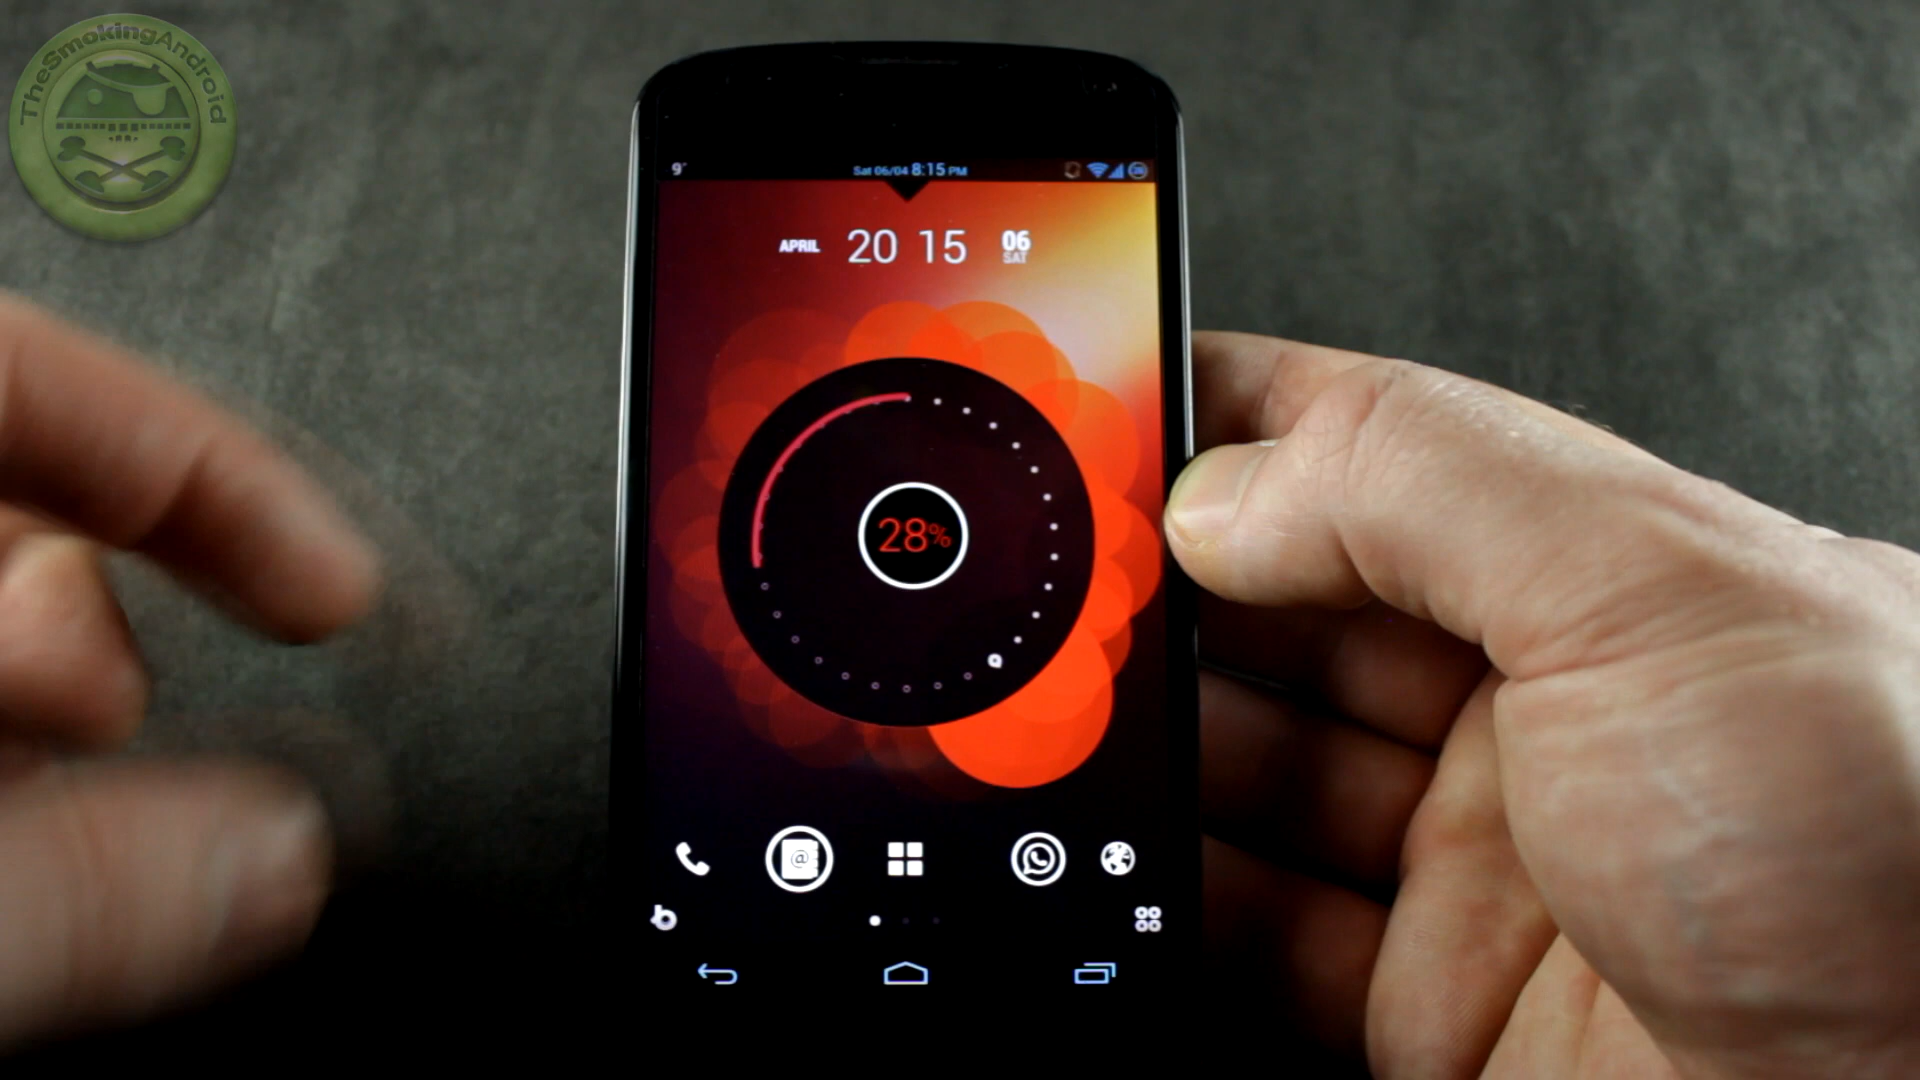 TheSmokingAndroid
9°
Sat 06/04 8:15 PM
APRIL 20 15 06
SAT
28%
@